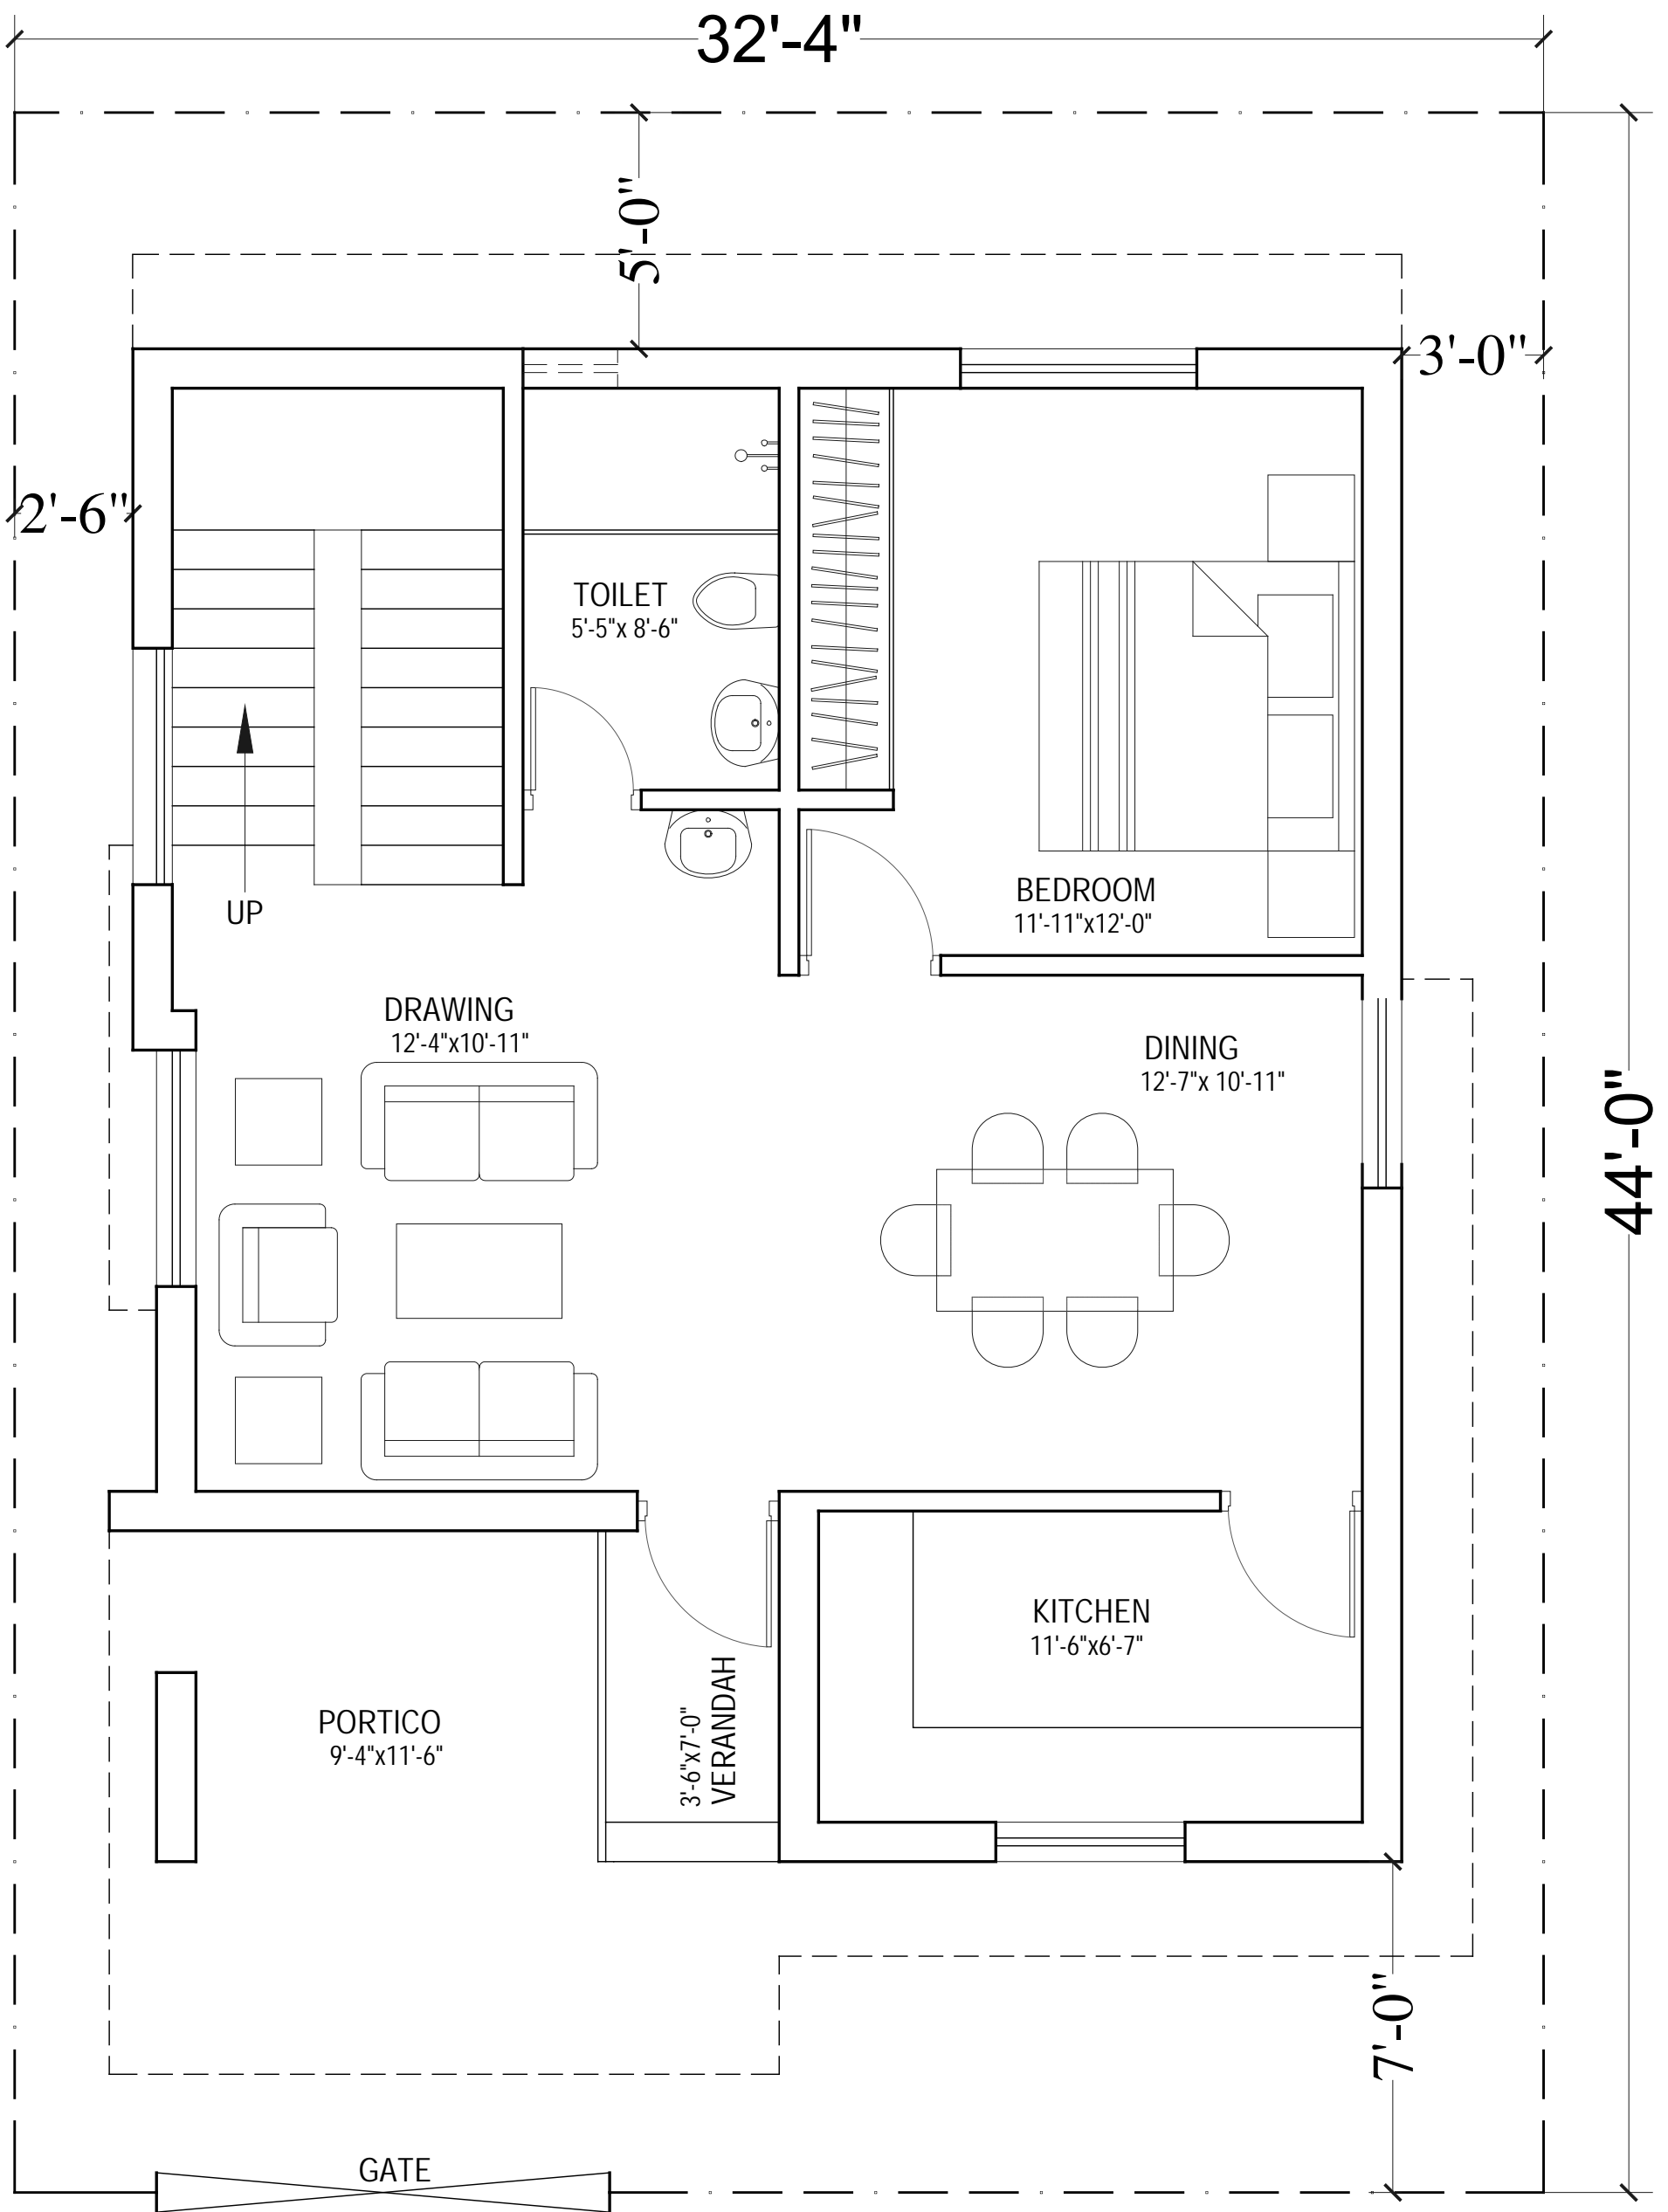 32'-4"
5'-0"
3'-0"
2'-6"
TOILET
5'-5"x 8'-6"
BEDROOM
11'-11"x12'-0"
UP
DRAWING
12'-4"x10'-11"
DINING
12'-7"x 10'-11"
44'-0"
KITCHEN
11'-6"x6'-7"
PORTICO
9'-4"x11'-6"
3'-6"x7'-0"
VERANDAH
7'-0"
GATE